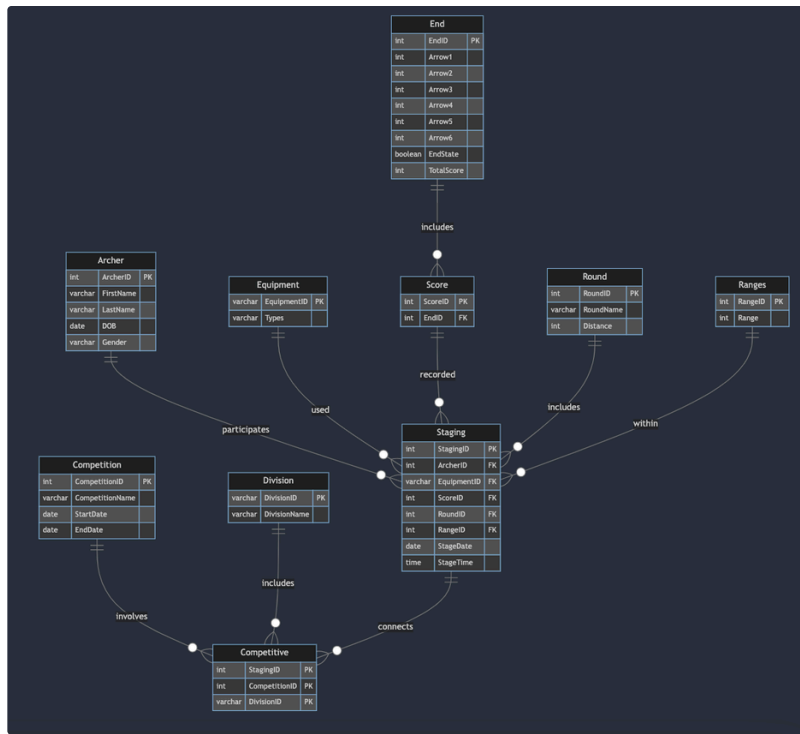 End
int EndID PK
int Arrow1
int Arrow2
int Arrow3
int Arrow4
int Arrow5
int Arrow6
boolean EndState
int TotalScore
includes
Archer
int ArcherID PK
varchar FirstName
varchar LastName
date DOB
varchar Gender
Equipment
varchar EquipmentID PK
varchar Types
Score
int ScoreID PK
int EndID FK
Round
int RoundID PK
varchar RoundName
int Distance
Ranges
int RangeID PK
int Range
recorded
used
includes
within
participates
Staging
int StagingID PK
int ArcherID FK
varchar EquipmentID FK
int ScoreID FK
int RoundID FK
int RangeID FK
date StageDate
time StageTime
Competition
int CompetitionID PK
varchar CompetitionName
date StartDate
date EndDate
Division
varchar DivisionID PK
varchar DivisionName
includes
involves
connects
Competitive
int StagingID PK
int CompetitionID PK
varchar DivisionID PK